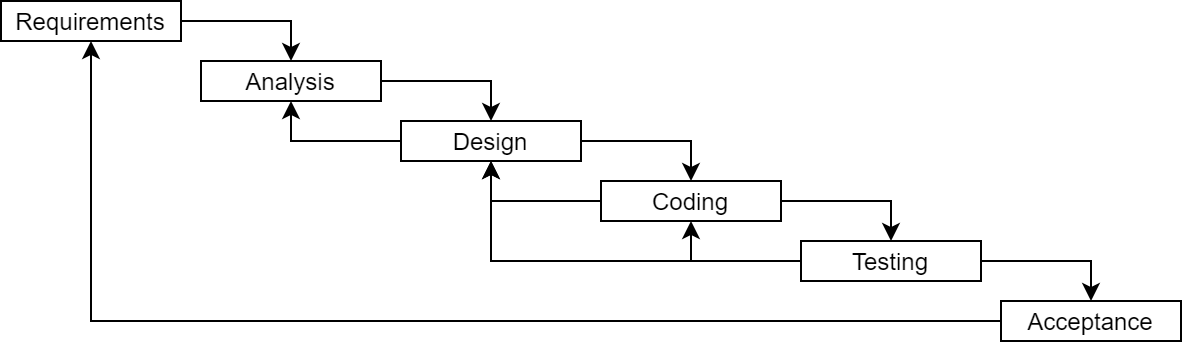 Requirements
Analysis
Design
Coding
Testing
Acceptance